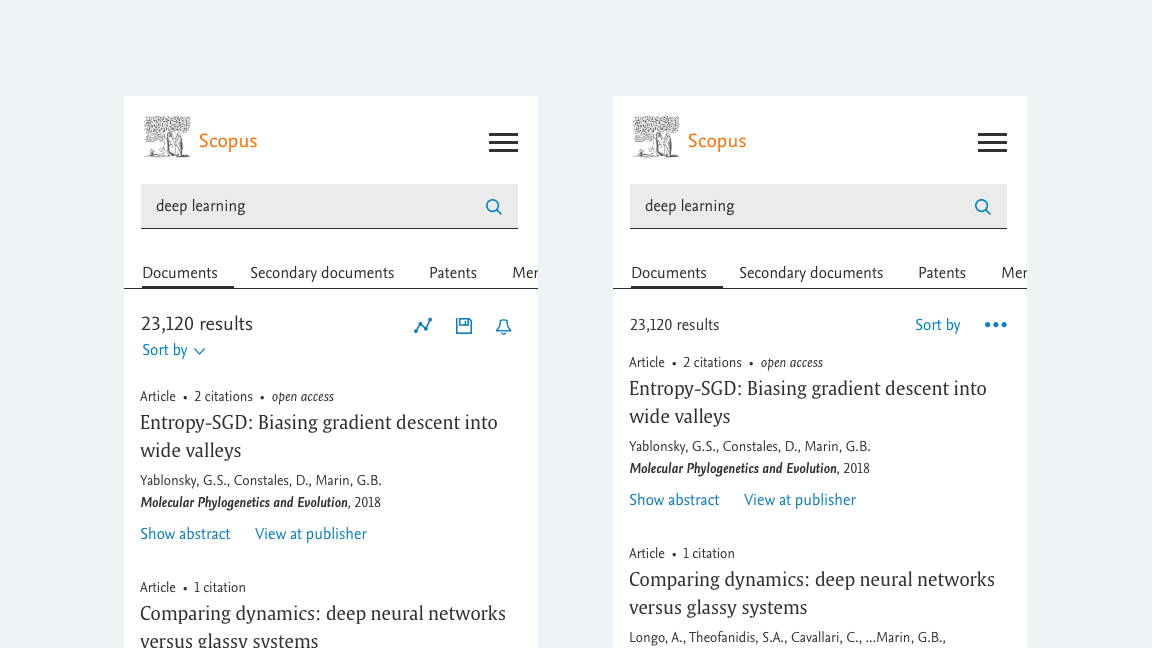 Scopus
deep learning
Documents Secondary documents Patents Mer
23,120 results
Sort by
Article • 2 citations • open access
Entropy-SGD: Biasing gradient descent into
wide valleys
Yablonsky, G.S., Constales, D., Marin, G.B.
Molecular Phylogenetics and Evolution, 2018
Show abstract View at publisher
Article • 1 citation
Comparing dynamics: deep neural networks
versus glassy systems
Scopus
deep learning
Documents Secondary documents Patents Mer
23,120 results Sort by
Article • 2 citations • open access
Entropy-SGD: Biasing gradient descent into
wide valleys
Yablonsky, G.S., Constales, D., Marin, G.B.
Molecular Phylogenetics and Evolution, 2018
Show abstract View at publisher
Article • 1 citation
Comparing dynamics: deep neural networks
versus glassy systems
Longo, A., Theofanidis, S.A., Cavallari, C., ...Marin, G.B.,